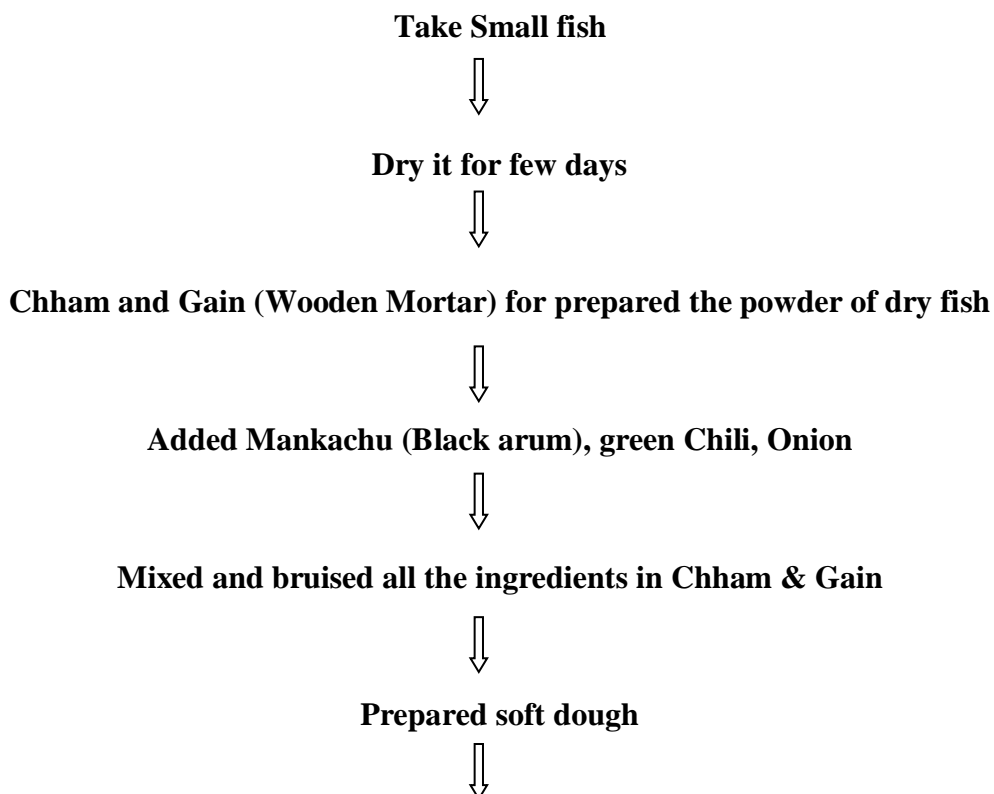 Take Small fish
Dry it for few days
Chham and Gain (Wooden Mortar) for prepared the powder of dry fish
Added Mankachu (Black arum), green Chili, Onion
Mixed and bruised all the ingredients in Chham & Gain
Prepared soft dough